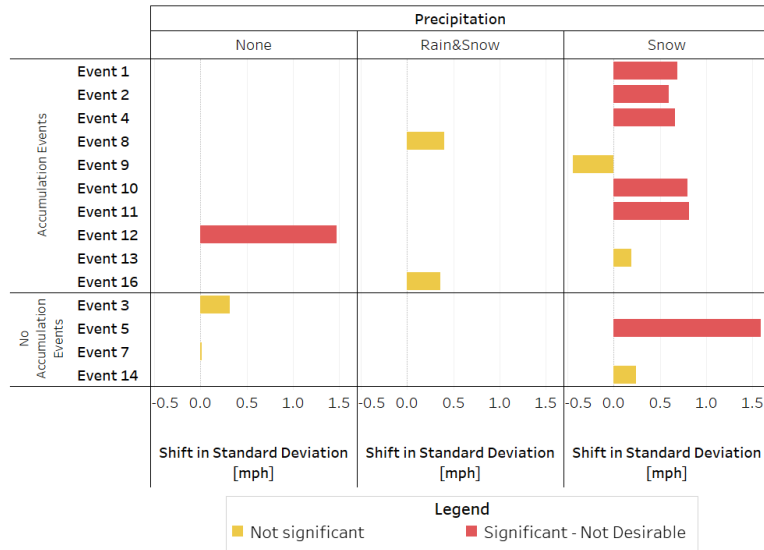 Precipitation
None Rain&Snow Snow
Accumulation Events
Event 1
Event 2
Event 4
Event 8
Event 9
Event 10
Event 11
Event 12
Event 13
Event 16
No
Accumulation
Events
Event 3
Event 5
Event 7
Event 14
-0.5 0.0 0.5 1.0 1.5 -0.5 0.0 0.5 1.0 1.5 -0.5 0.0 0.5 1.0 1.5
Shift in Standard Deviation Shift in Standard Deviation Shift in Standard Deviation
[mph] [mph] [mph]
Legend
Not significant Significant - Not Desirable